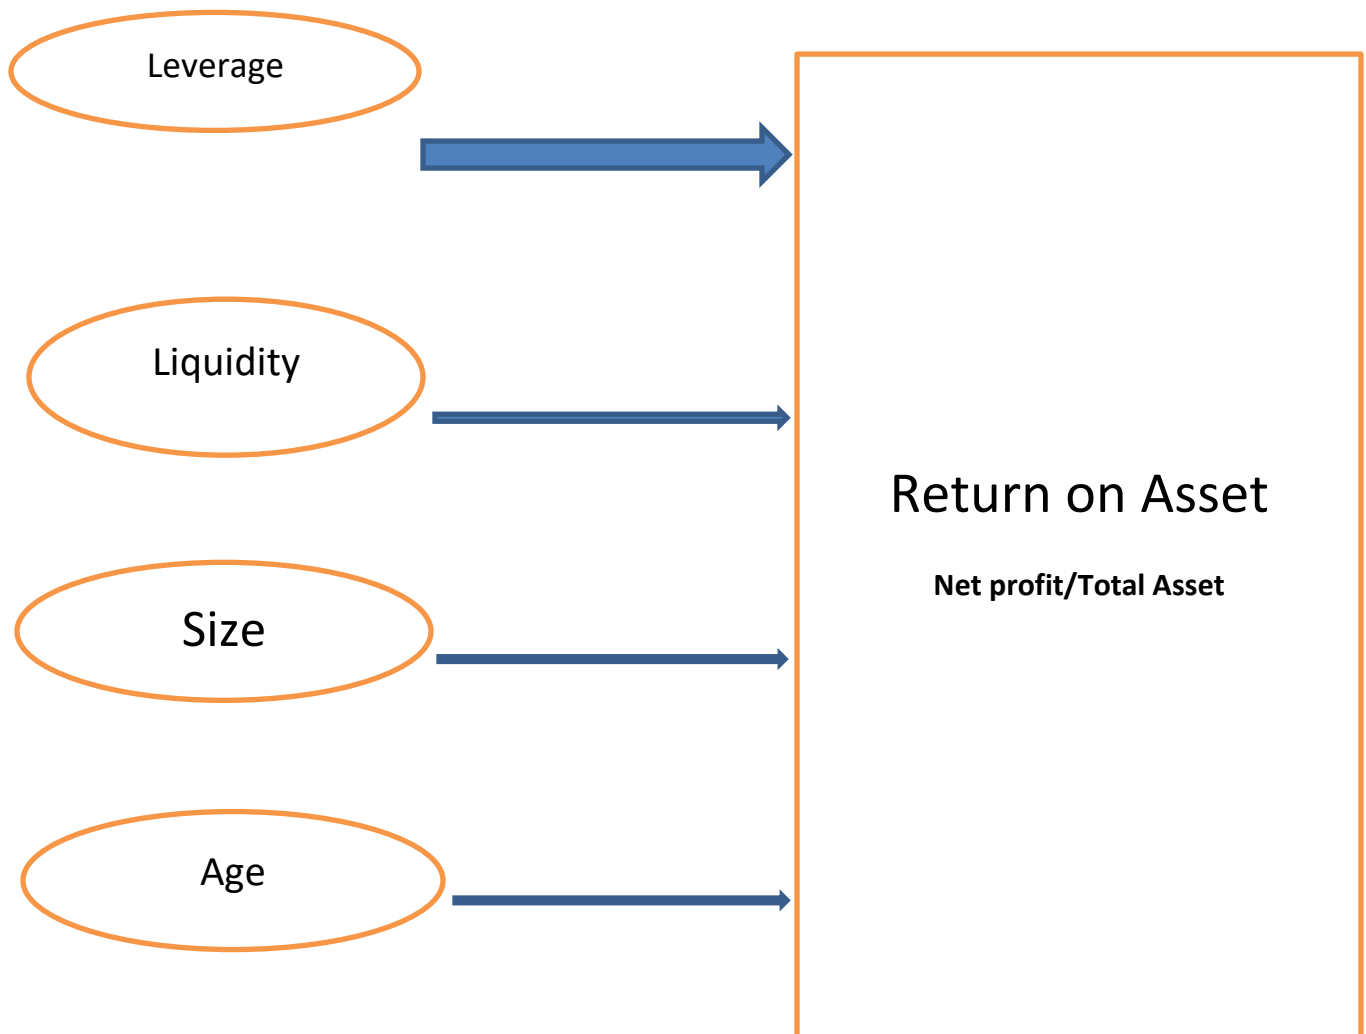 Leverage
Liquidity
Return on Asset
Net profit/Total Asset
Size
Age